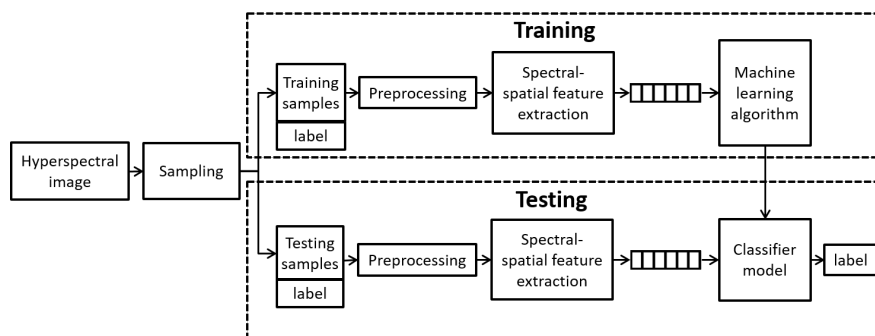 Training
Training
samples
label
Preprocessing
Spectral-
spatial feature
extraction
Machine
learning
algorithm
Hyperspectral
image
Sampling
Testing
Testing
samples
label
Preprocessing
Spectral-
spatial feature
extraction
Classifier
model
label